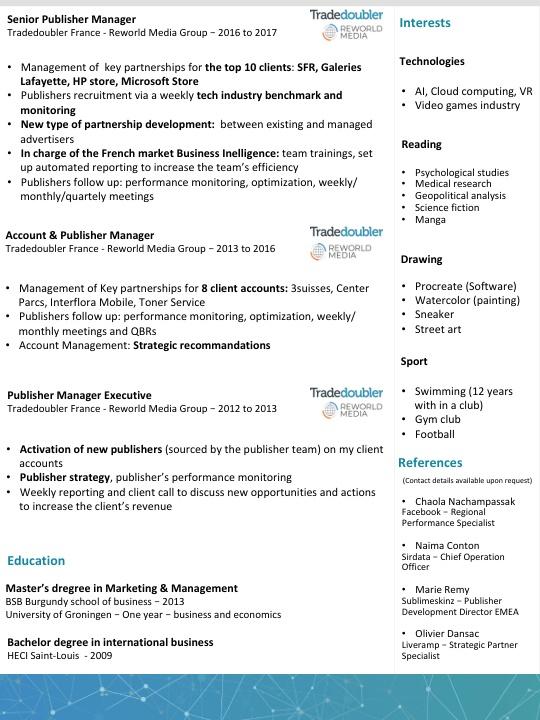 Senior Publisher Manager
Tradedoubler France - Reworld Media Group – 2016 to 2017
Tradedoubler
REWORLD
MEDIA
• Management of  key partnerships for the top 10 clients: SFR, Galeries
Lafayette, HP store, Microsoft Store
• Publishers recruitment via a weekly tech industry benchmark and
monitoring
• New type of partnership development:  between existing and managed
advertisers
• In charge of the French market Business Inelligence: team trainings, set
up automated reporting to increase the team's efficiency
• Publishers follow up: performance monitoring, optimization, weekly/
monthly/quartely meetings
Account & Publisher Manager
Tradedoubler France - Reworld Media Group – 2013 to 2016
Tradedoubler
REWORLD
MEDIA
• Management of Key partnerships for 8 client accounts: 3suisses, Center
Parcs, Interflora Mobile, Toner Service
• Publishers follow up: performance monitoring, optimization, weekly/
monthly meetings and QBRs
• Account Management: Strategic recommandations
Publisher Manager Executive
Tradedoubler France - Reworld Media Group – 2012 to 2013
Tradedoubler
REWORLD
MEDIA
• Activation of new publishers (sourced by the publisher team) on my client
accounts
• Publisher strategy, publisher's performance monitoring
• Weekly reporting and client call to discuss new opportunities and actions
to increase the client's revenue
Education
Master's dregree in Marketing & Management
BSB Burgundy school of business – 2013
University of Groningen – One year – business and economics
Bachelor degree in international business
HECI Saint-Louis  - 2009
Interests
Technologies
• AI, Cloud computing, VR
• Video games industry
Reading
• Psychological studies
• Medical research
• Geopolitical analysis
• Science fiction
• Manga
Drawing
• Procreate (Software)
• Watercolor (painting)
• Sneaker
• Street art
Sport
• Swimming (12 years
with in a club)
• Gym club
• Football
References
(Contact details available upon request)
• Chaola Nachampassak
Facebook – Regional
Performance Specialist
• Naima Conton
Sirdata – Chief Operation
Officer
• Marie Remy
Sublimeskinz – Publisher
Development Director EMEA
• Olivier Dansac
Liveramp – Strategic Partner
Specialist